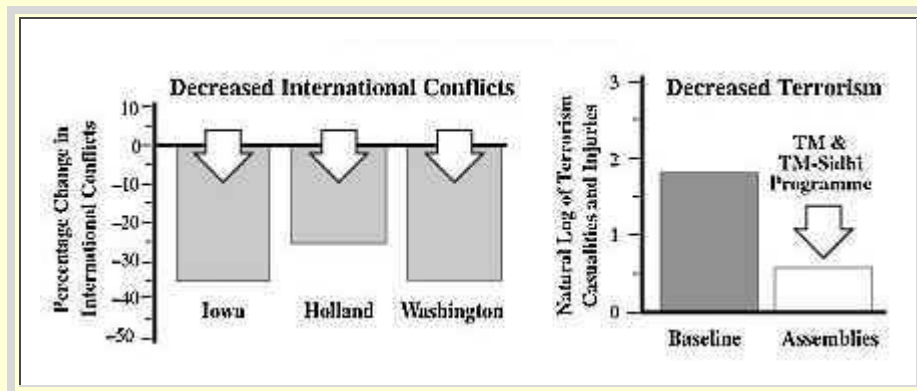 Decreased International Conflicts
Percentage Change in
International Conflicts
10
0
-10
-20
-30
-40
-50
Iowa
Holland
Washington
Decreased Terrorism
Natural Log of Terrorism
Casualities and Injuries
3
2
1
0
TM &
TM-Sidhi
Programme
Baseline
Assemblies